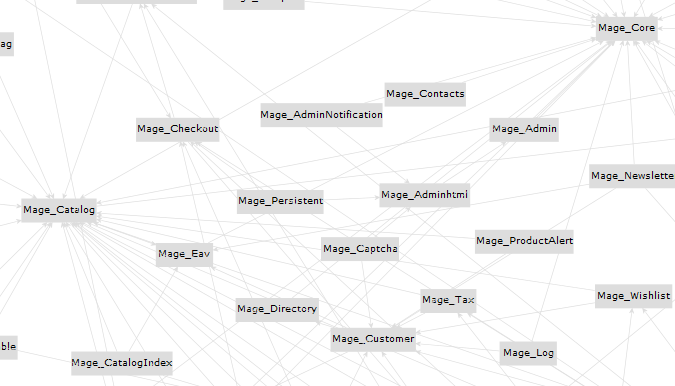 Mage_Core
ag
Mage_Contacts
Mage_AdminNotification
Mage_Checkout
Mage_Admin
Mage_Newslette
Mage_Persistent
Mage_Adminhtml
Mage_Catalog
Mage_ProductAlert
Mage_Captcha
Mage_Eav
Mage_Tax
Mage_Wishlist
Mage_Directory
Mage_Customer
ble
Mage_Log
Mage_CatalogIndex